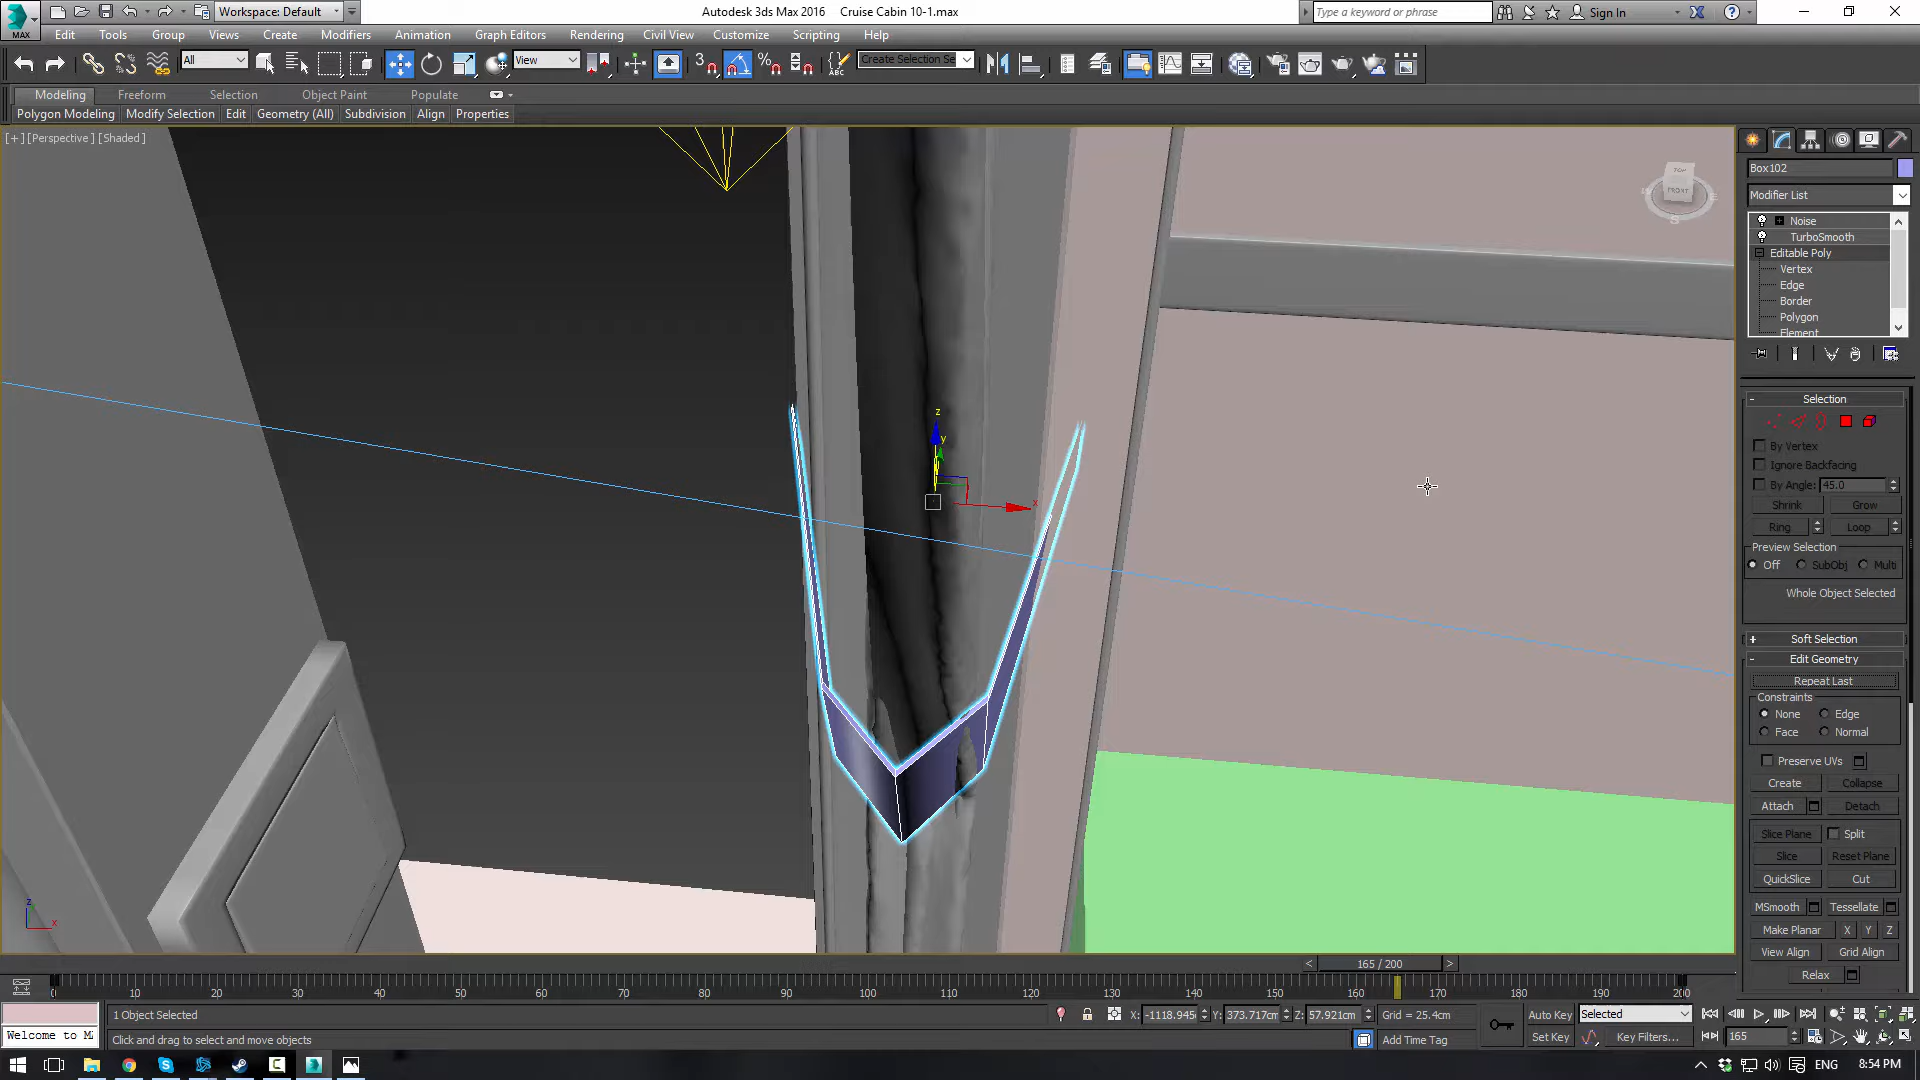 Workspace: Default
Autodesk 3ds Max 2016    Cruise Cabin 10-1.max
Type a keyword or phrase
Sign In
MAX
Edit Tools Group Views Create Modifiers Animation Graph Editors Rendering Civil View Customize Scripting Help
All
View
3
Create Selection Se
ABC
Modeling Freeform Selection Object Paint Populate
Polygon Modeling Modify Selection Edit Geometry (All) Subdivision Align Properties
[+] [Perspective] [Shaded]
TOP
FRONT
S
Box102
Modifier List
Noise
TurboSmooth
Editable Poly
Vertex
Edge
Border
Polygon
Element
- Selection
By Vertex
Ignore Backfacing
By Angle: 45.0
Shrink Grow
Ring Loop
Preview Selection
Off SubObj Multi
Whole Object Selected
+ Soft Selection
- Edit Geometry
Repeat Last
Constraints
None Edge
Face Normal
Preserve UVs
Create Collapse
Attach Detach
Slice Plane Split
Slice Reset Plane
QuickSlice Cut
MSmooth Tessellate
Make Planar X Y Z
View Align Grid Align
Relax
z
y
x
z
x
< 165 / 200 >
0 10 20 30 40 50 60 70 80 90 100 110 120 130 140 150 160 170 180 190 200
1 Object Selected
X: -1118.945 Y: 373.717cm Z: 57.921cm Grid = 25.4cm
Auto Key Selected
Welcome to M
Click and drag to select and move objects
Add Time Tag
Set Key Key Filters... 165
ENG 8:54 PM